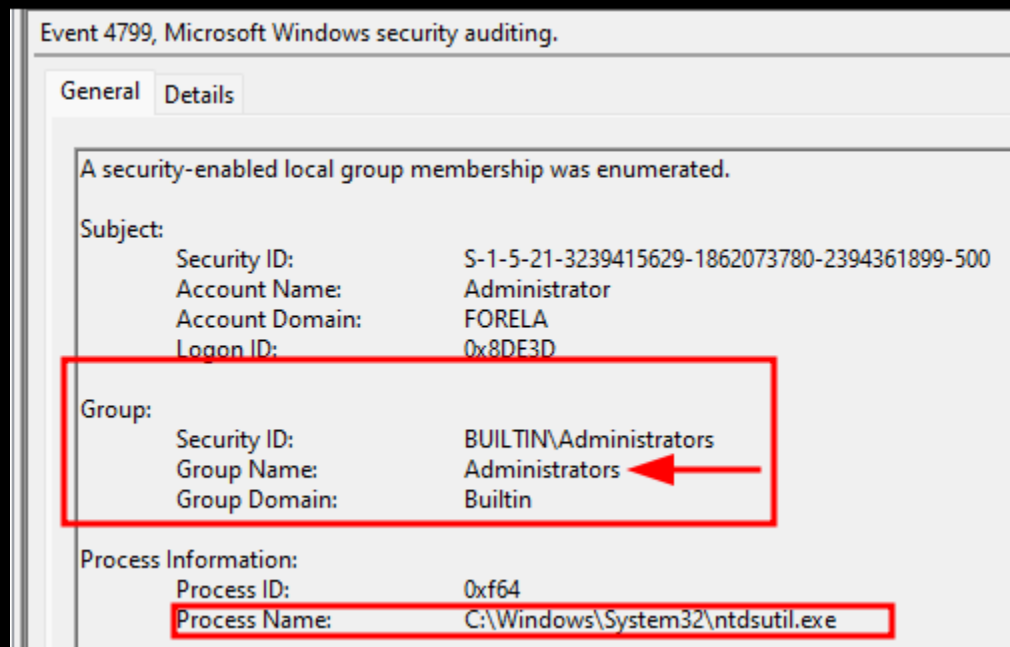 Event 4799, Microsoft Windows security auditing.
General Details
A security-enabled local group membership was enumerated.
Subject:
Security ID: S-1-5-21-3239415629-1862073780-2394361899-500
Account Name: Administrator
Account Domain: FORELA
Logon ID: 0x8DE3D
Group:
Security ID: BUILTIN\Administrators
Group Name: Administrators
Group Domain: Builtin
Process Information:
Process ID: 0xf64
Process Name: C:\Windows\System32\ntdsutil.exe